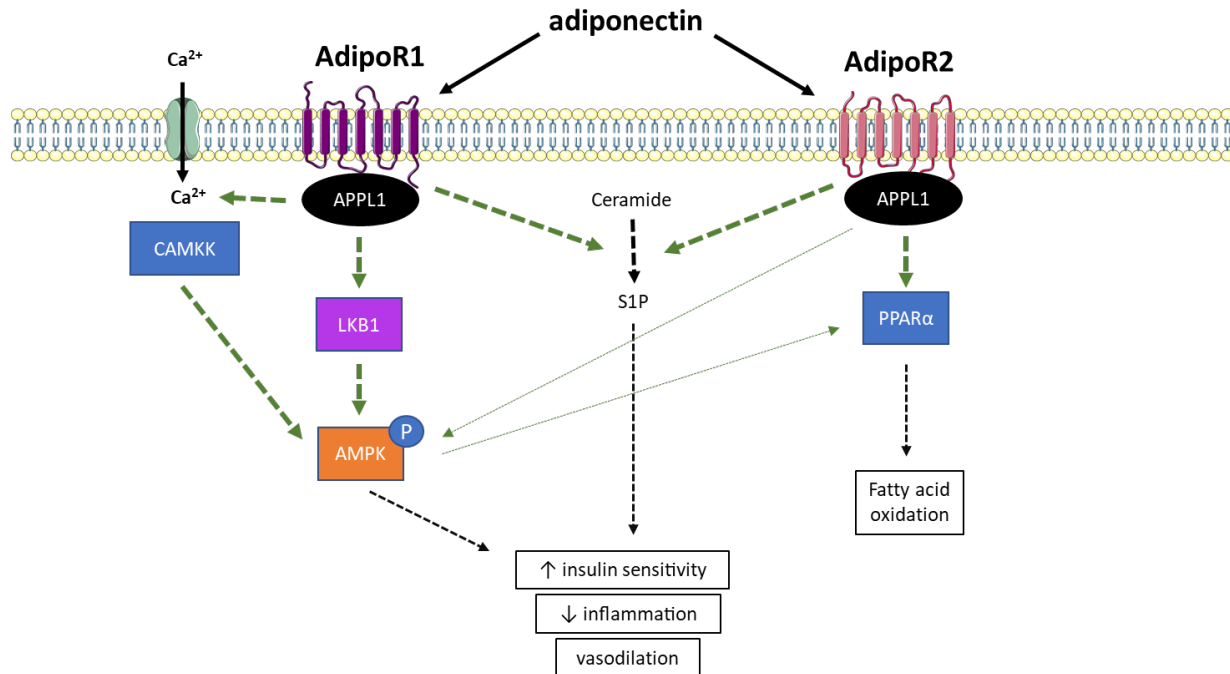 adiponectin
Ca²⁺
AdipoR1
AdipoR2
Ca²⁺
APPL1
Ceramide
APPL1
CAMKK
LKB1
S1P
PPARα
P
AMPK
Fatty acid
oxidation
↑ insulin sensitivity
↓ inflammation
vasodilation